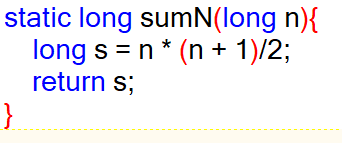 static long sumN(long n){
long s = n * (n + 1)/2;
return s;
}